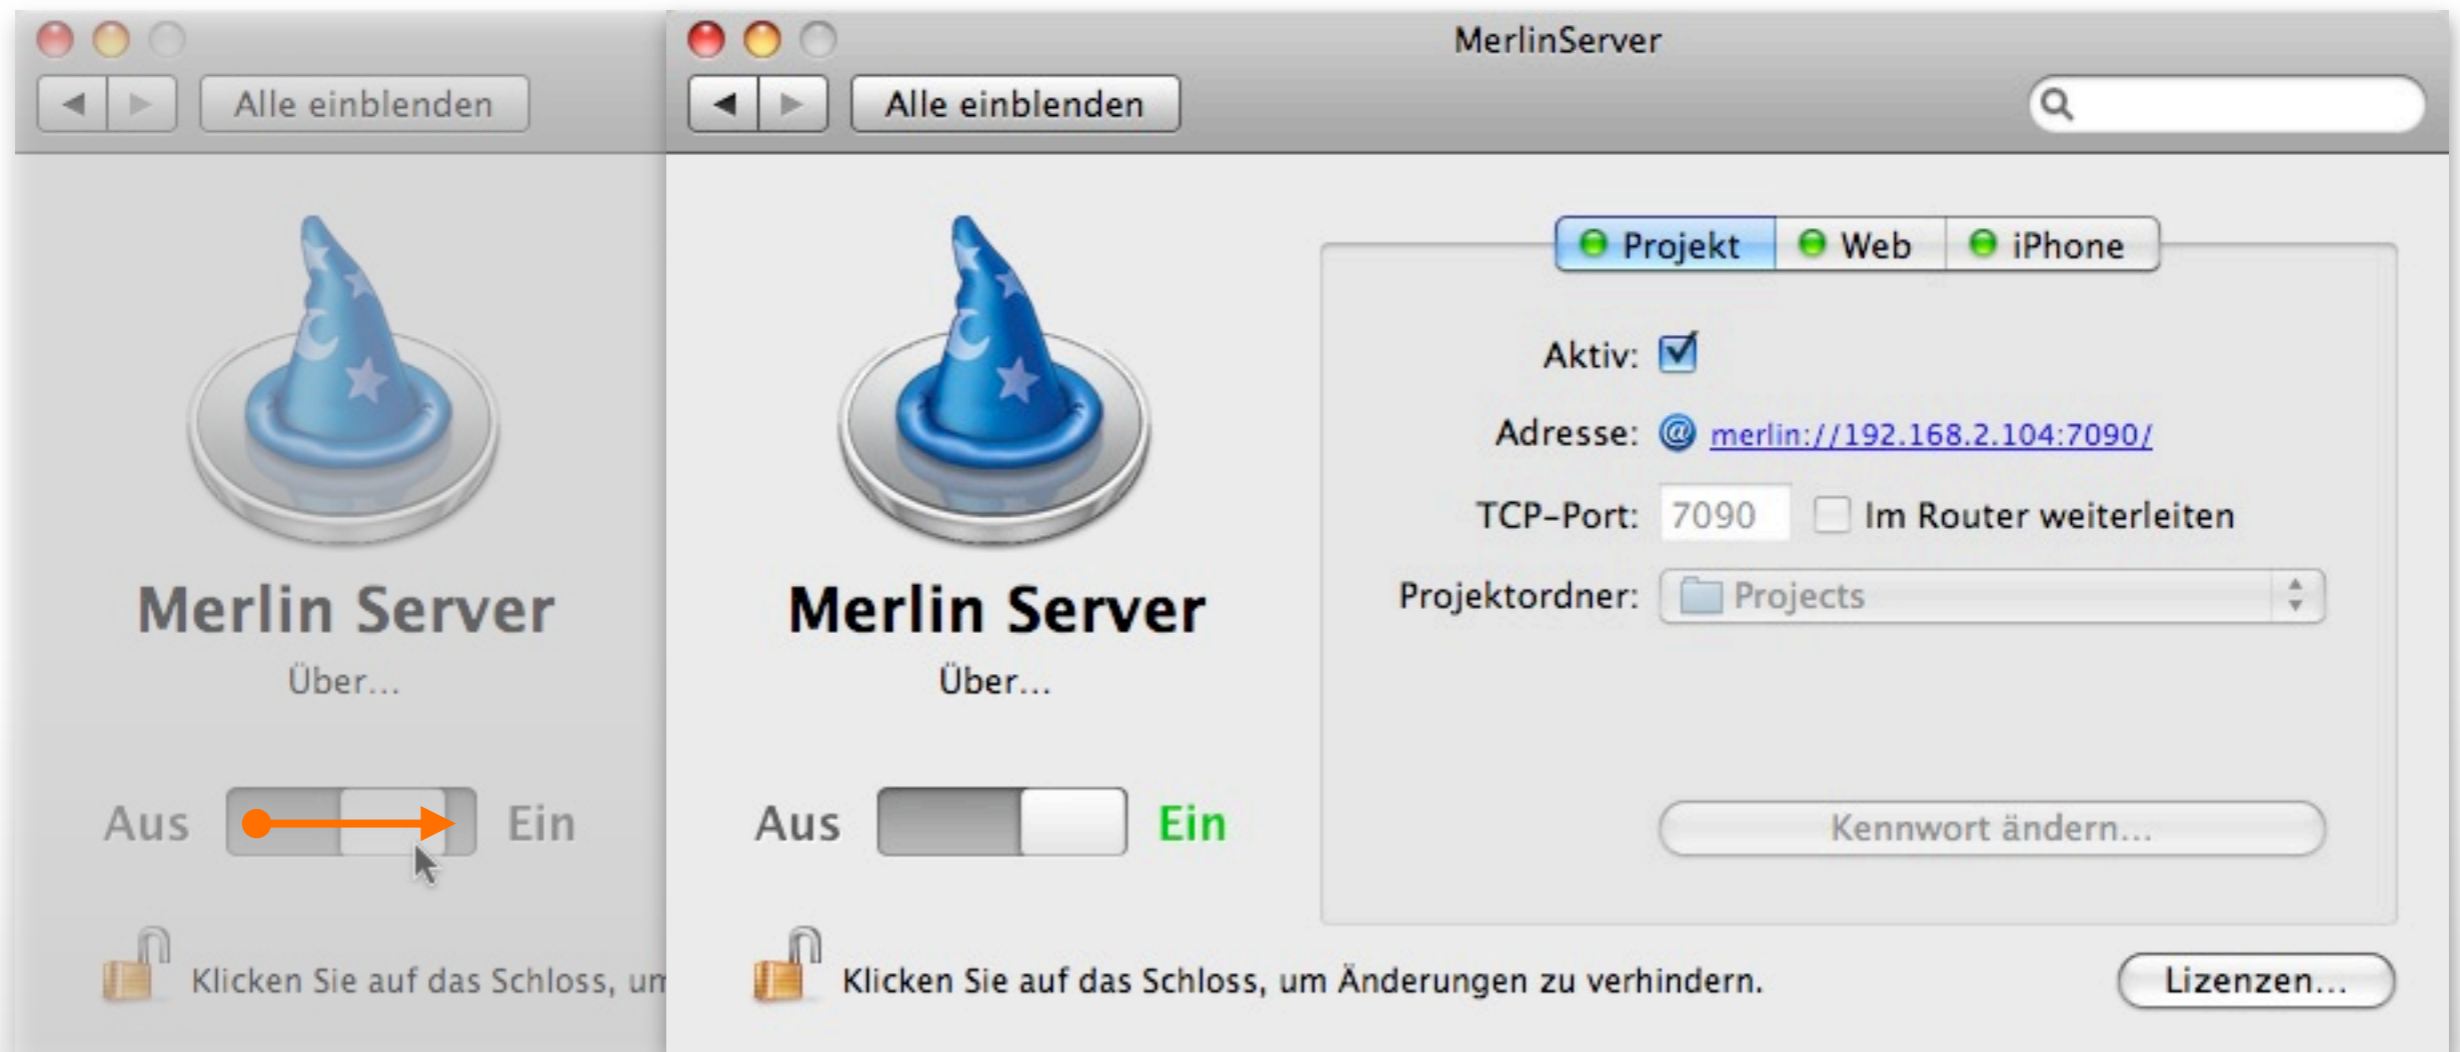 Alle einblenden
Merlin Server
Über...
Aus Ein
Klicken Sie auf das Schloss, um
MerlinServer
Alle einblenden
Merlin Server
Über...
Aus Ein
Klicken Sie auf das Schloss, um Änderungen zu verhindern.
Projekt Web iPhone
Aktiv:
Adresse: @ merlin://192.168.2.104:7090/
TCP-Port: 7090 Im Router weiterleiten
Projektordner: Projects
Kennwort ändern...
Lizenzen...